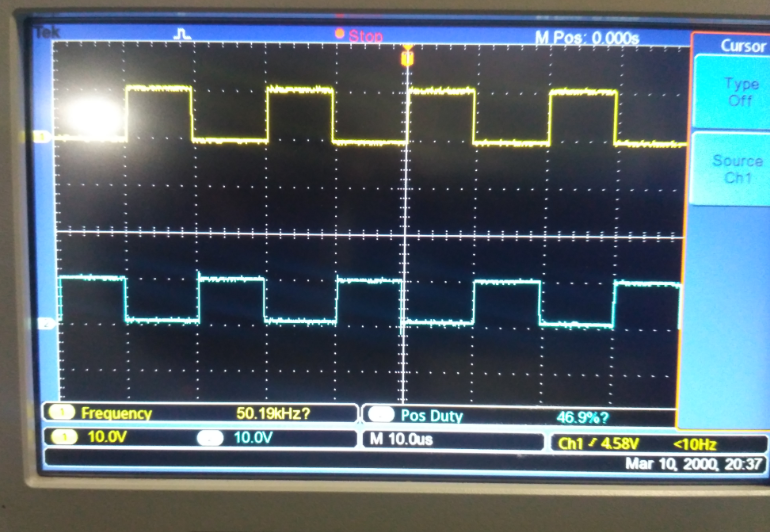 Tek Stop M Pos: 0.000s
Cursor
Type
Off
Source
Ch1
1
2
1 Frequency 50.19kHz? Pos Duty 46.9%?
1 10.0V 10.0V M 10.0us Ch1 4.58V <10Hz
Mar 10, 2000, 20:37